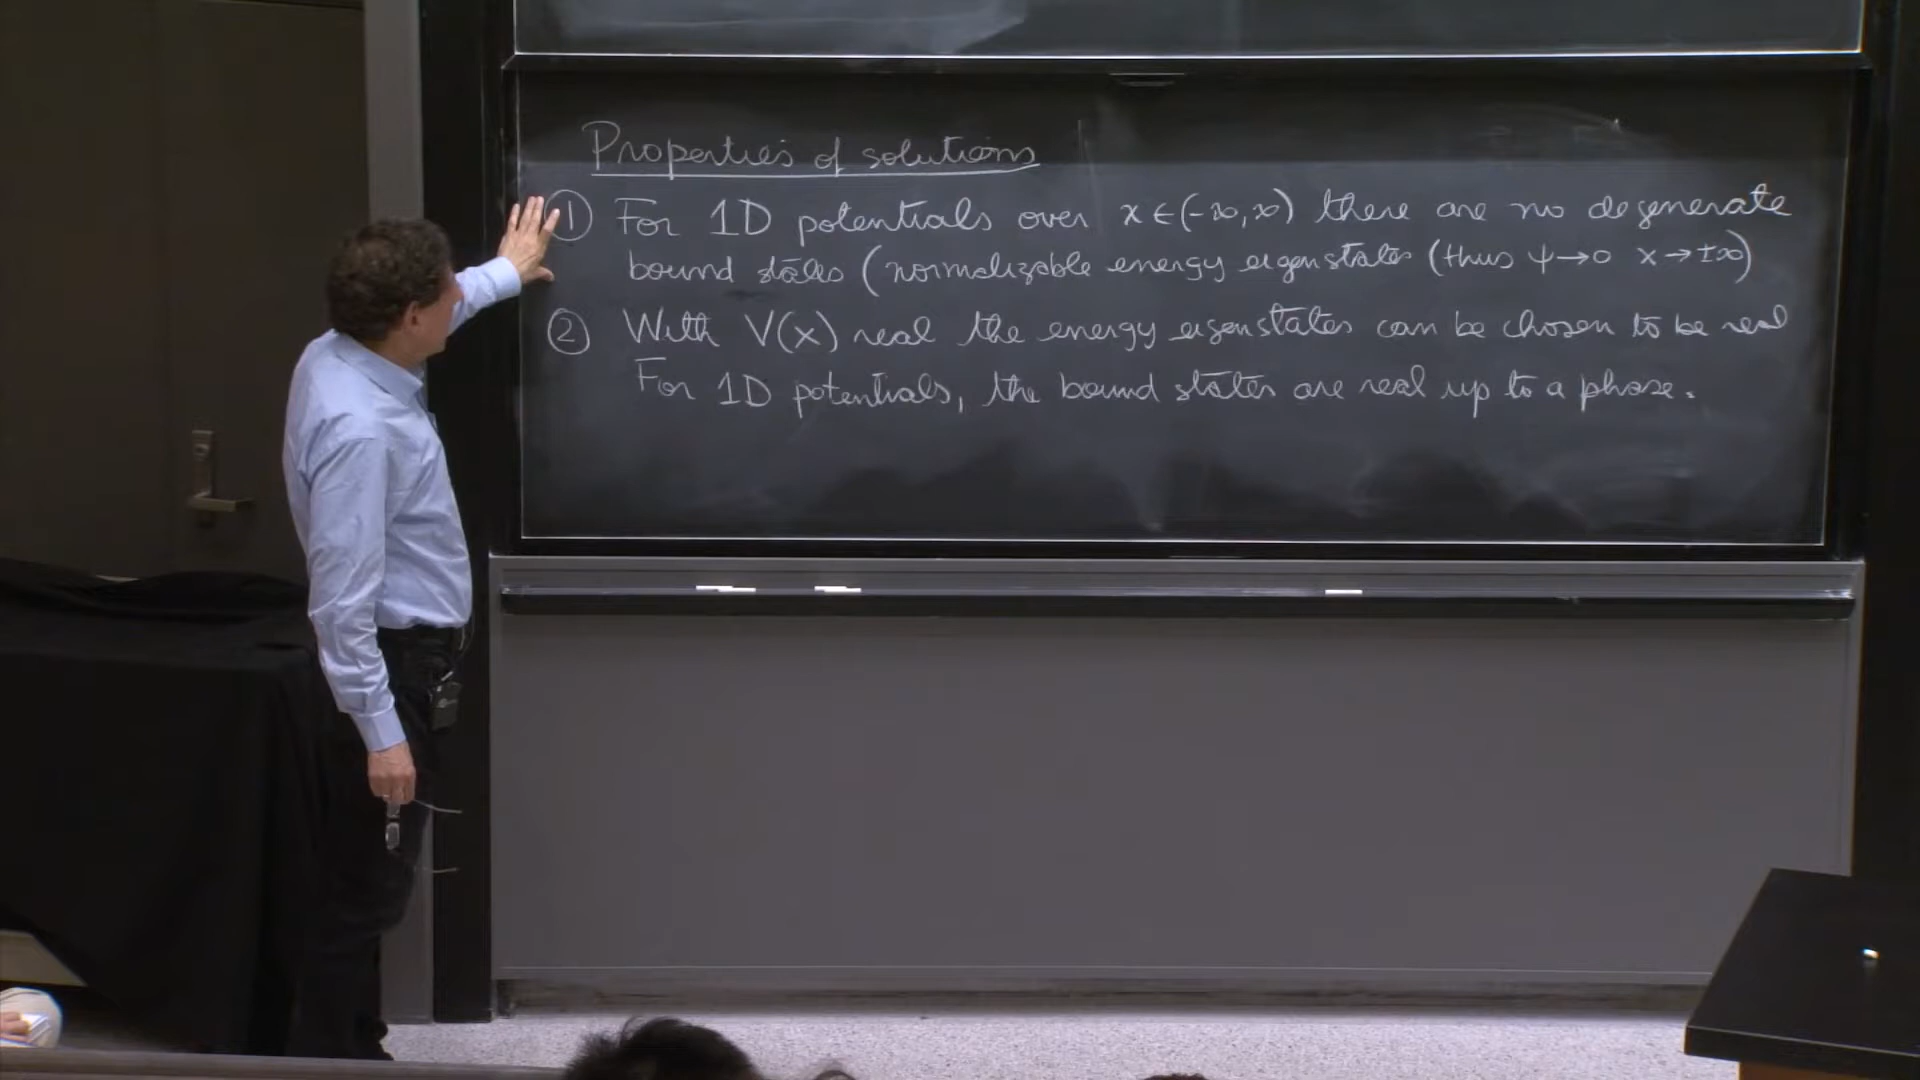 Properties of solutions
① For 1D potentials over x ∈ (-∞, ∞) there are no degenerate
bound states (normalizable energy eigenstates (thus ψ→0 x→±∞)
② With V(x) real the energy eigenstates can be chosen to be real
For 1D potentials, the bound states are real up to a phase.